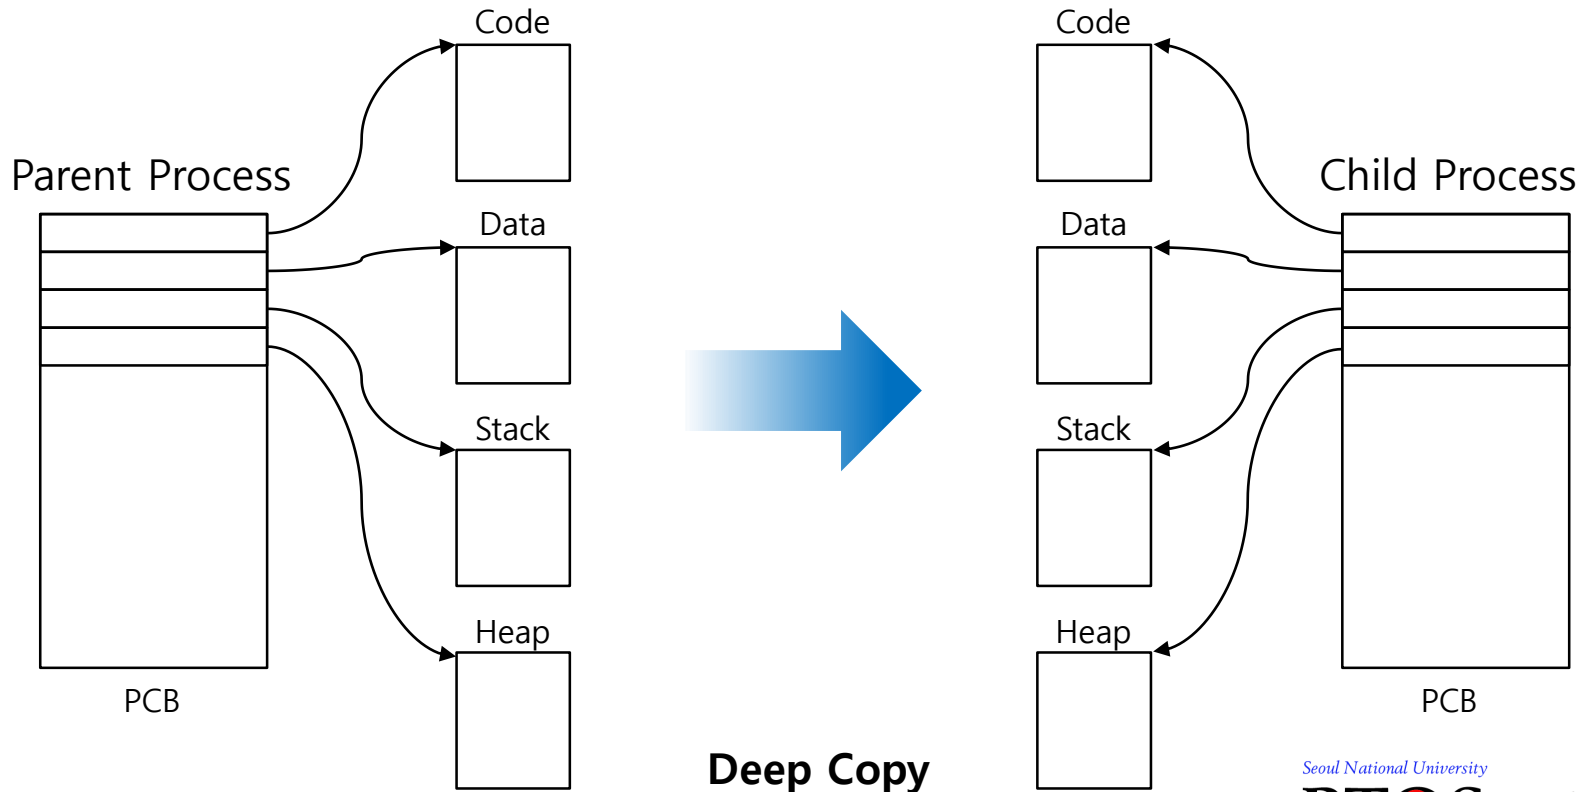 Code
Code
Parent Process
Child Process
Data
Data
Stack
Stack
Heap
Heap
PCB
PCB
Deep Copy
Seoul National University